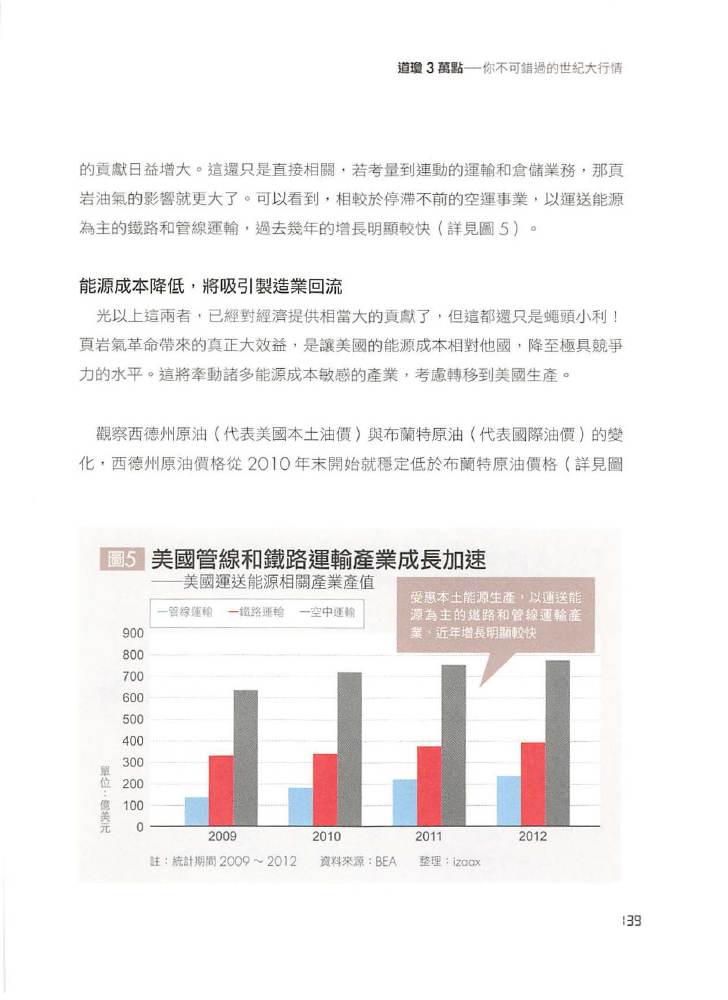 道瓊 3 萬點──你不可錯過的世紀大行情
的貢獻日益增大。這還只是直接相關，若考量到連動的運輸和倉儲業務，那頁
岩油氣的影響就更大了。可以看到，相較於停滯不前的空運事業，以運送能源
為主的鐵路和管線運輸，過去幾年的增長明顯較快（詳見圖 5）。
能源成本降低，將吸引製造業回流
光以上這兩者，已經對經濟提供相當大的貢獻了，但這都還只是蠅頭小利！
頁岩氣革命帶來的真正大效益，是讓美國的能源成本相對他國，降至極具競爭
力的水平。這將牽動諸多能源成本敏感的產業，考慮轉移到美國生產。
觀察西德州原油（代表美國本土油價）與布蘭特原油（代表國際油價）的變
化，西德州原油價格從 2010 年末開始就穩定低於布蘭特原油價格（詳見圖
圖5 美國管線和鐵路運輸產業成長加速
──美國運送能源相關產業產值
受惠本土能源生產，以運送能
源為主的鐵路和管線運輸產
業，近年增長明顯較快
管線運輸 鐵路運輸 空中運輸
900
800
700
600
500
400
300
200
100
0
單位：億美元
2009 2010 2011 2012
註：統計期間 2009 ～ 2012 資料來源：BEA 整理：izaax
139